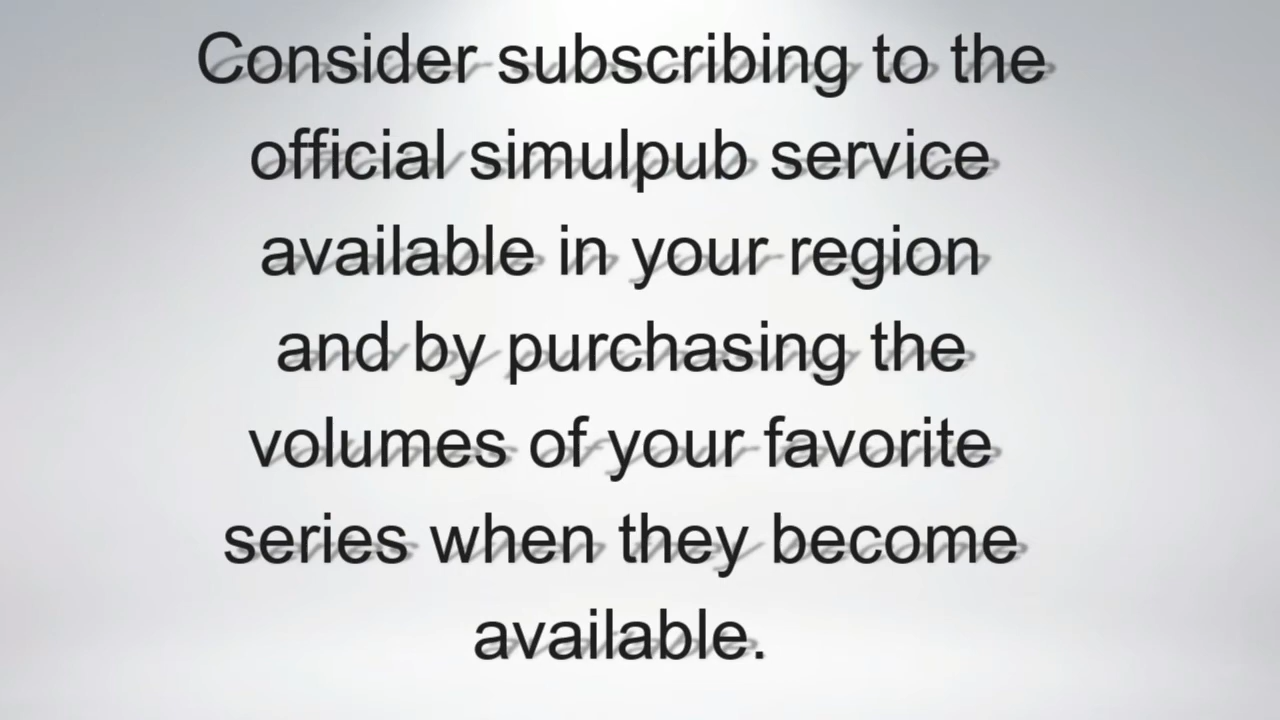 Consider subscribing to the
official simulpub service
available in your region
and by purchasing the
volumes of your favorite
series when they become
available.